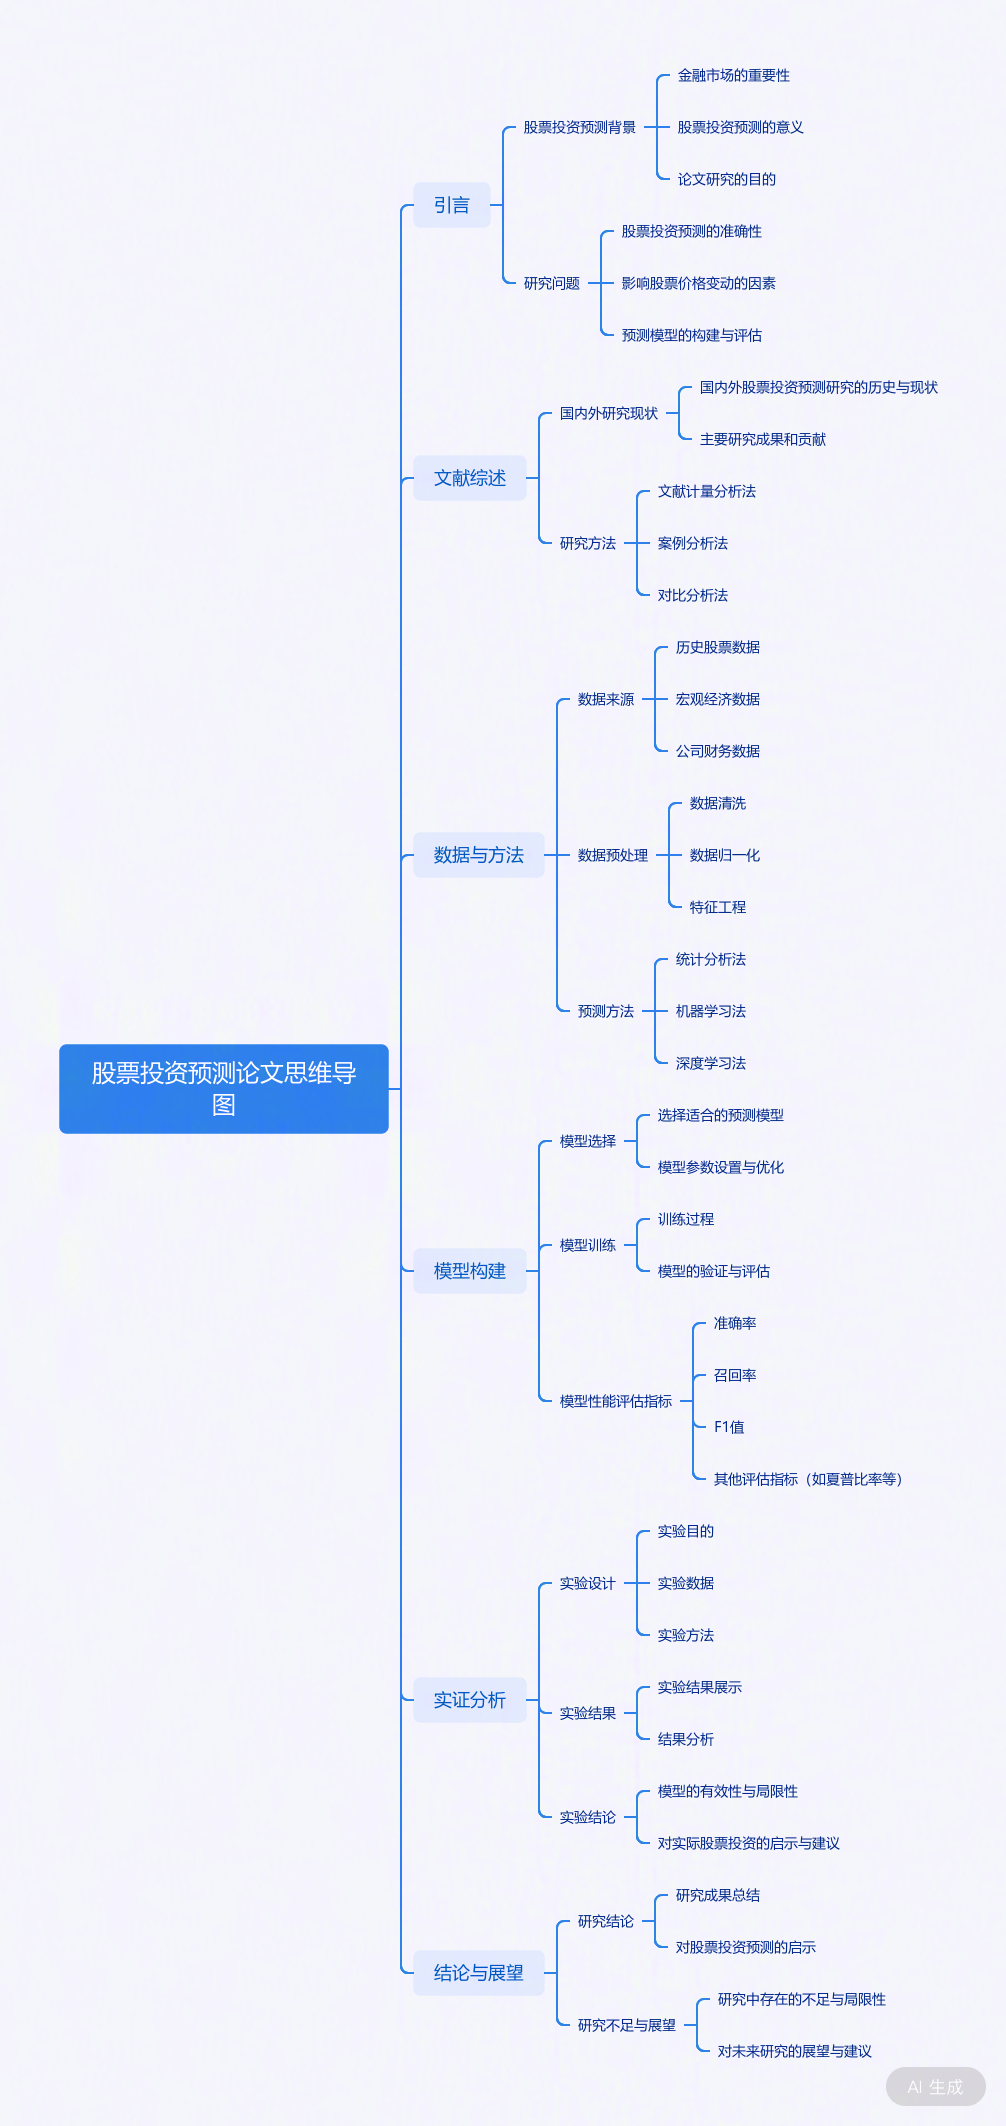 股票投资预测论文思维导
图
引言
股票投资预测背景
金融市场的重要性
股票投资预测的意义
论文研究的目的
研究问题
股票投资预测的准确性
影响股票价格变动的因素
预测模型的构建与评估
文献综述
国内外研究现状
国内外股票投资预测研究的历史与现状
主要研究成果和贡献
研究方法
文献计量分析法
案例分析法
对比分析法
数据与方法
数据来源
历史股票数据
宏观经济数据
公司财务数据
数据预处理
数据清洗
数据归一化
特征工程
预测方法
统计分析法
机器学习法
深度学习法
模型构建
模型选择
选择适合的预测模型
模型参数设置与优化
模型训练
训练过程
模型的验证与评估
模型性能评估指标
准确率
召回率
F1值
其他评估指标（如夏普比率等）
实证分析
实验设计
实验目的
实验数据
实验方法
实验结果
实验结果展示
结果分析
实验结论
模型的有效性与局限性
对实际股票投资的启示与建议
结论与展望
研究结论
研究成果总结
对股票投资预测的启示
研究不足与展望
研究中存在的不足与局限性
对未来研究的展望与建议
AI 生成